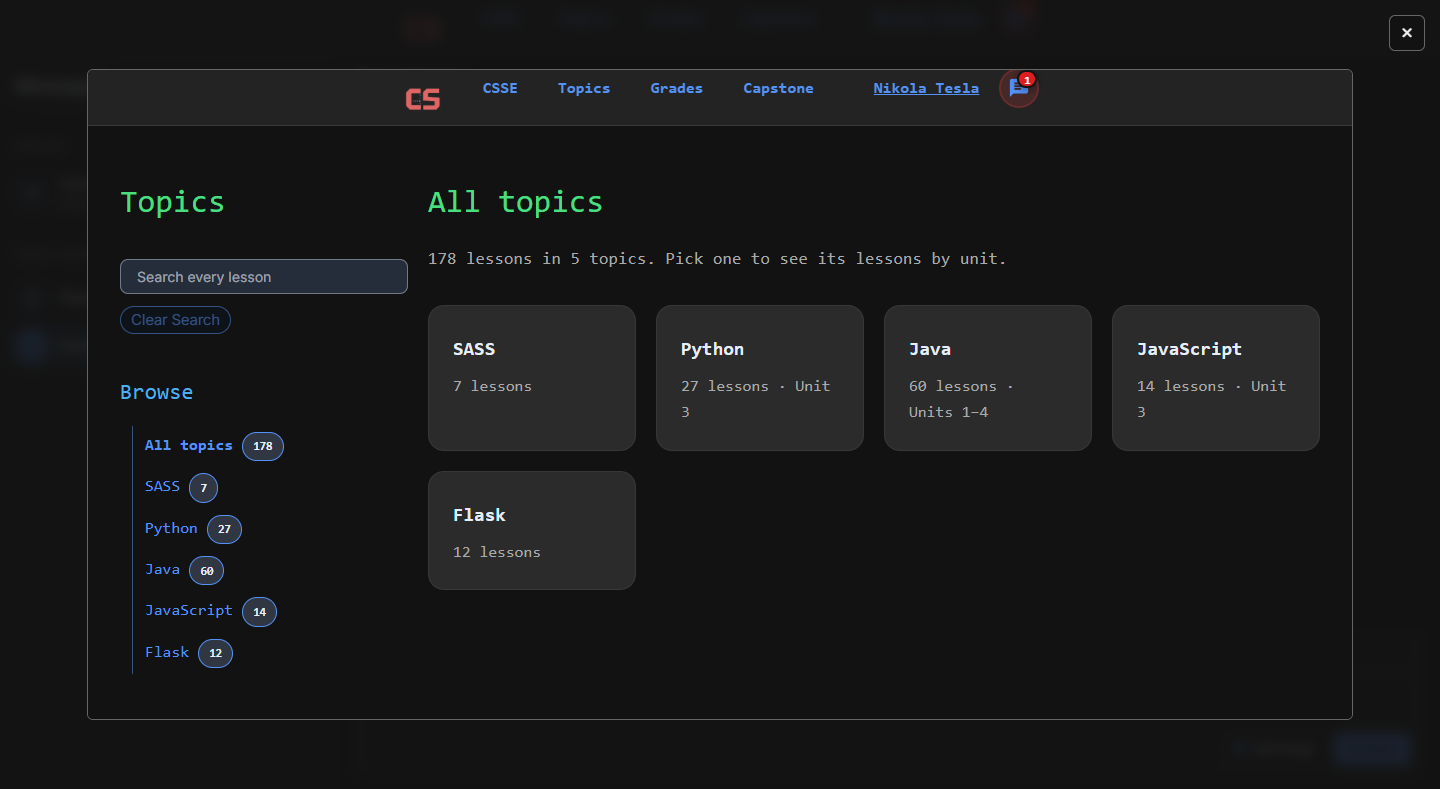 ×
CS
CSSE
Topics
Grades
Capstone
Nikola Tesla
1
Topics
Search every lesson
Clear Search
Browse
All topics 178
SASS 7
Python 27
Java 60
JavaScript 14
Flask 12
All topics
178 lessons in 5 topics. Pick one to see its lessons by unit.
SASS
7 lessons
Python
27 lessons · Unit
3
Java
60 lessons ·
Units 1–4
JavaScript
14 lessons · Unit
3
Flask
12 lessons